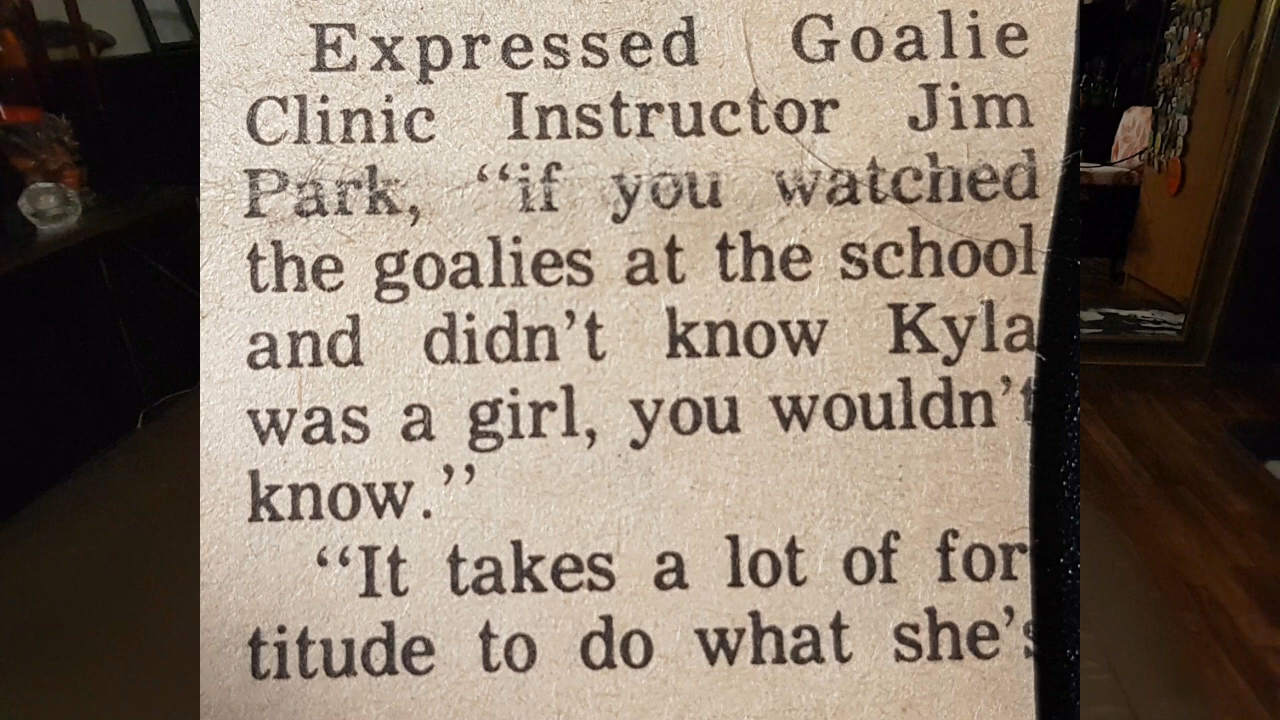 Expressed Goalie
Clinic Instructor Jim
Park, “if you watched
the goalies at the school
and didn’t know Kyla
was a girl, you wouldn’t
know.”
“It takes a lot of for
titude to do what she’s